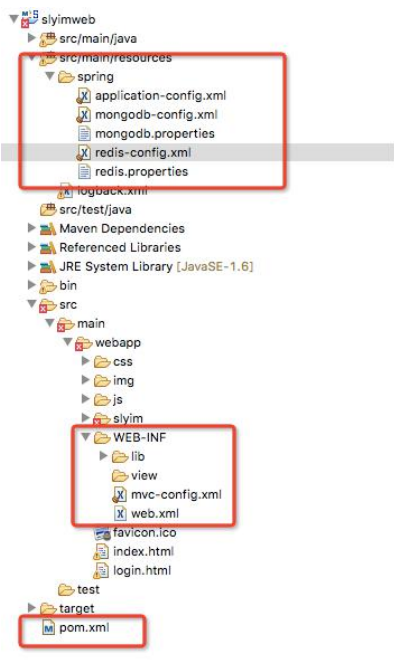 slyimweb
src/main/java
src/main/resources
spring
application-config.xml
mongodb-config.xml
mongodb.properties
redis-config.xml
redis.properties
logback.xml
src/test/java
Maven Dependencies
Referenced Libraries
JRE System Library [JavaSE-1.6]
bin
src
main
webapp
css
img
js
slyim
WEB-INF
lib
view
mvc-config.xml
web.xml
favicon.ico
index.html
login.html
test
target
pom.xml